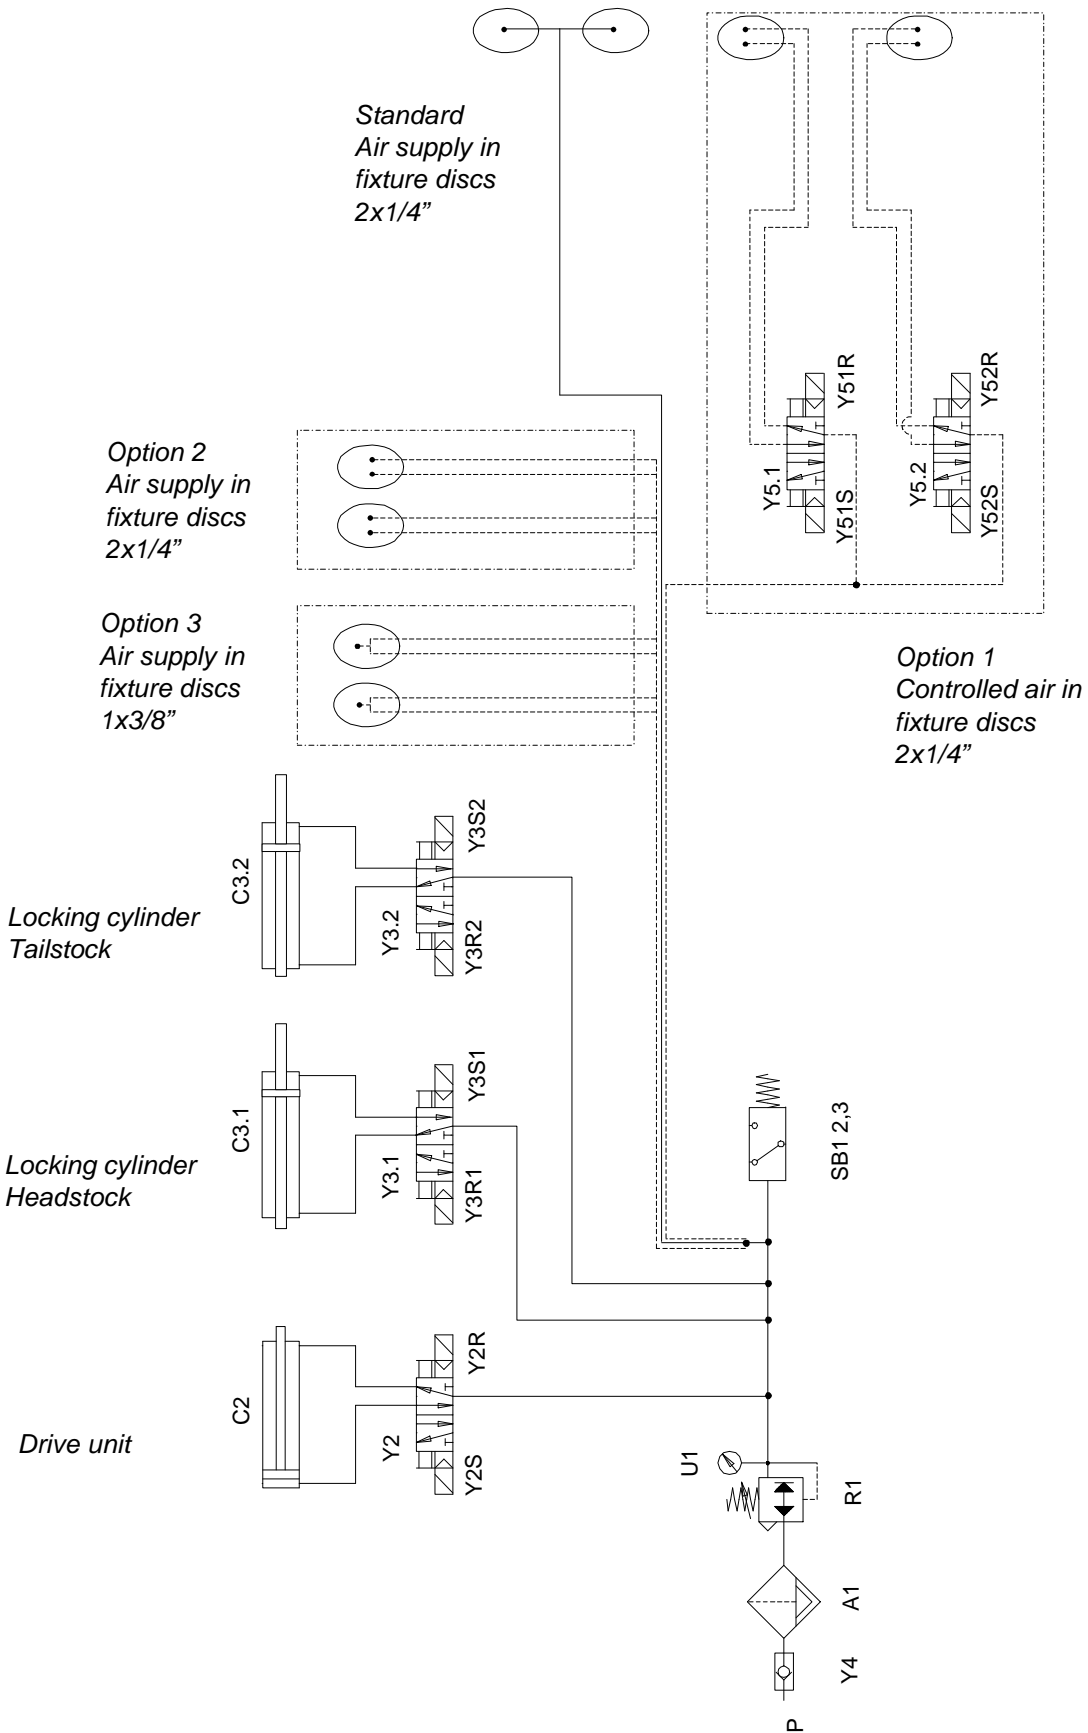 Standard
Air supply in
fixture discs
2x1/4”
Option 2
Air supply in
fixture discs
2x1/4”
Option 3
Air supply in
fixture discs
1x3/8”
Option 1
Controlled air in
fixture discs
2x1/4”
Y5.1
Y51S
Y51R
Y5.2
Y52S
Y52R
Locking cylinder
Tailstock
C3.2
Y3.2
Y3R2
Y3S2
Locking cylinder
Headstock
C3.1
Y3.1
Y3R1
Y3S1
SB1 2,3
Drive unit
C2
Y2
Y2S
Y2R
U1
R1
A1
Y4
P